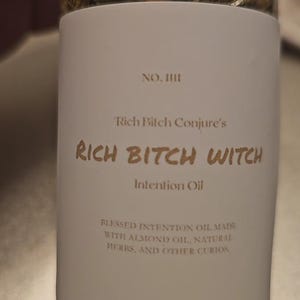 NO. 1111
Rich Bitch Conjure's
RICH BITCH WITCH
Intention Oil
BLESSED INTENTION OIL MADE
WITH ALMOND OIL, NATURAL
HERBS, AND OTHER CURIOS.